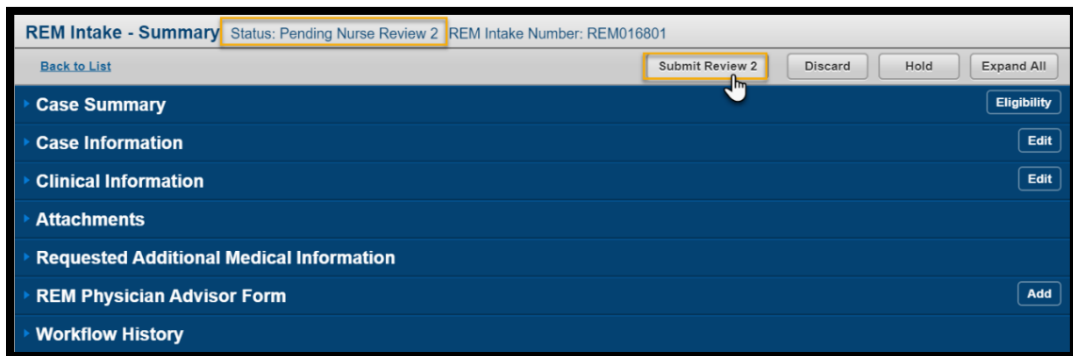 REM Intake - Summary Status: Pending Nurse Review 2 REM Intake Number: REM016801
Back to List Submit Review 2 Discard Hold Expand All
Case Summary Eligibility
Case Information Edit
Clinical Information Edit
Attachments
Requested Additional Medical Information
REM Physician Advisor Form Add
Workflow History